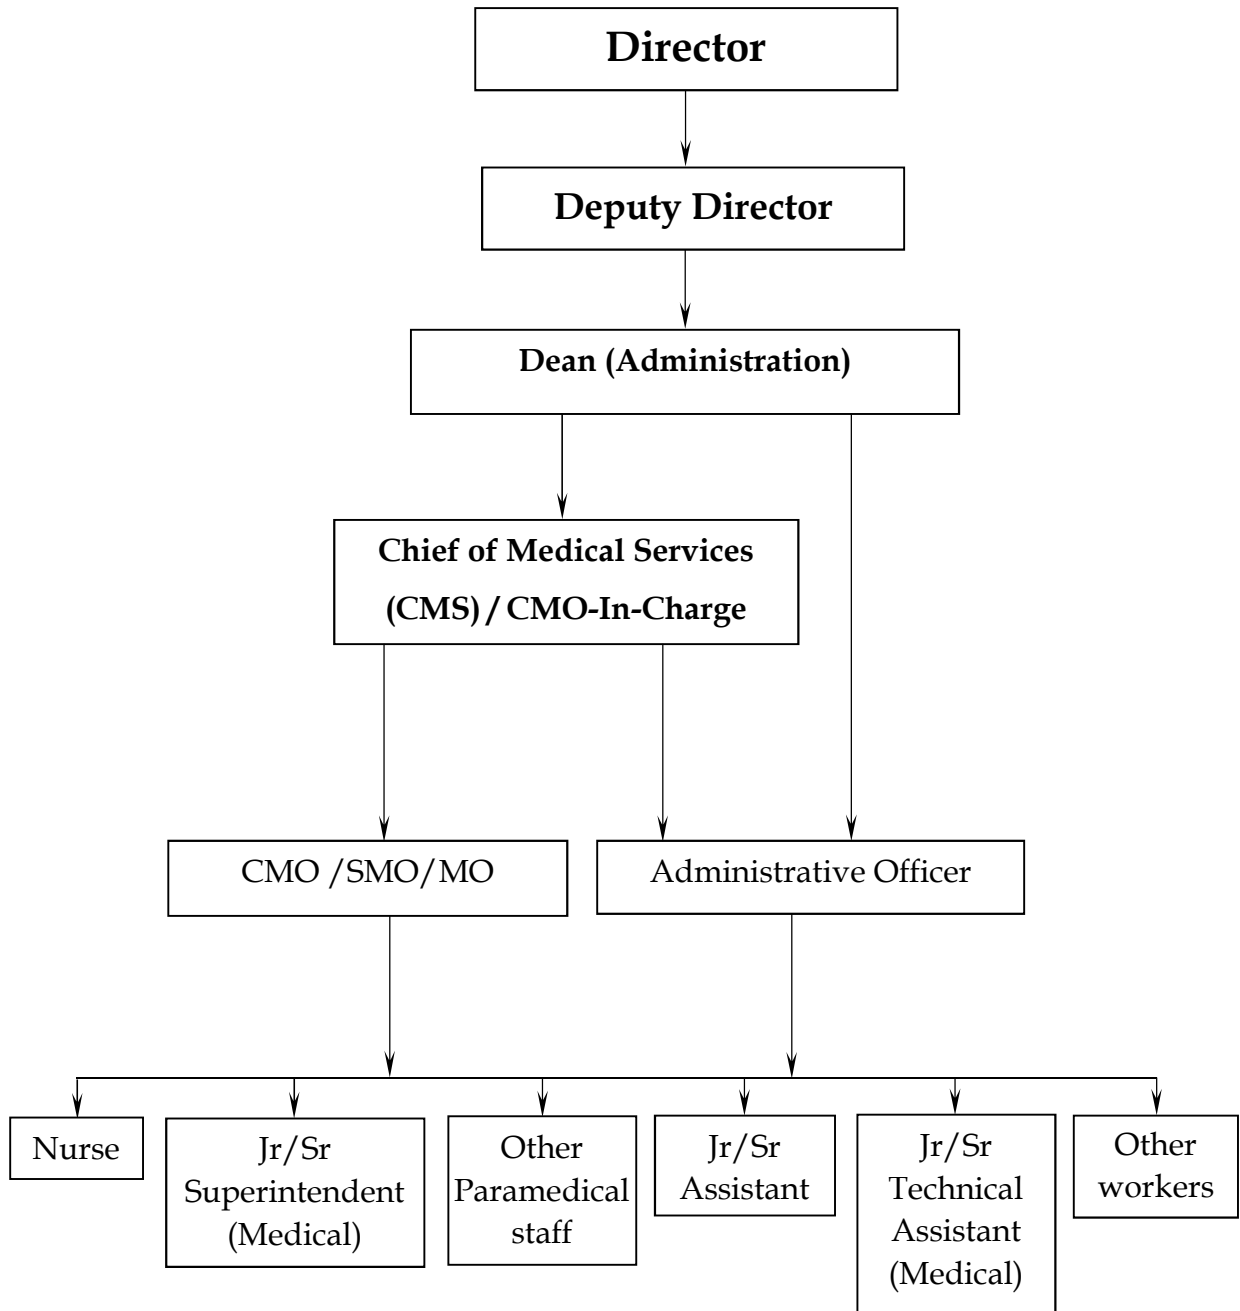 Director
Deputy Director
Dean (Administration)
Chief of Medical Services
(CMS) / CMO-In-Charge
CMO /SMO/MO
Administrative Officer
Nurse
Jr/Sr
Superintendent
(Medical)
Other
Paramedical
staff
Jr/Sr
Assistant
Jr/Sr
Technical
Assistant
(Medical)
Other
workers